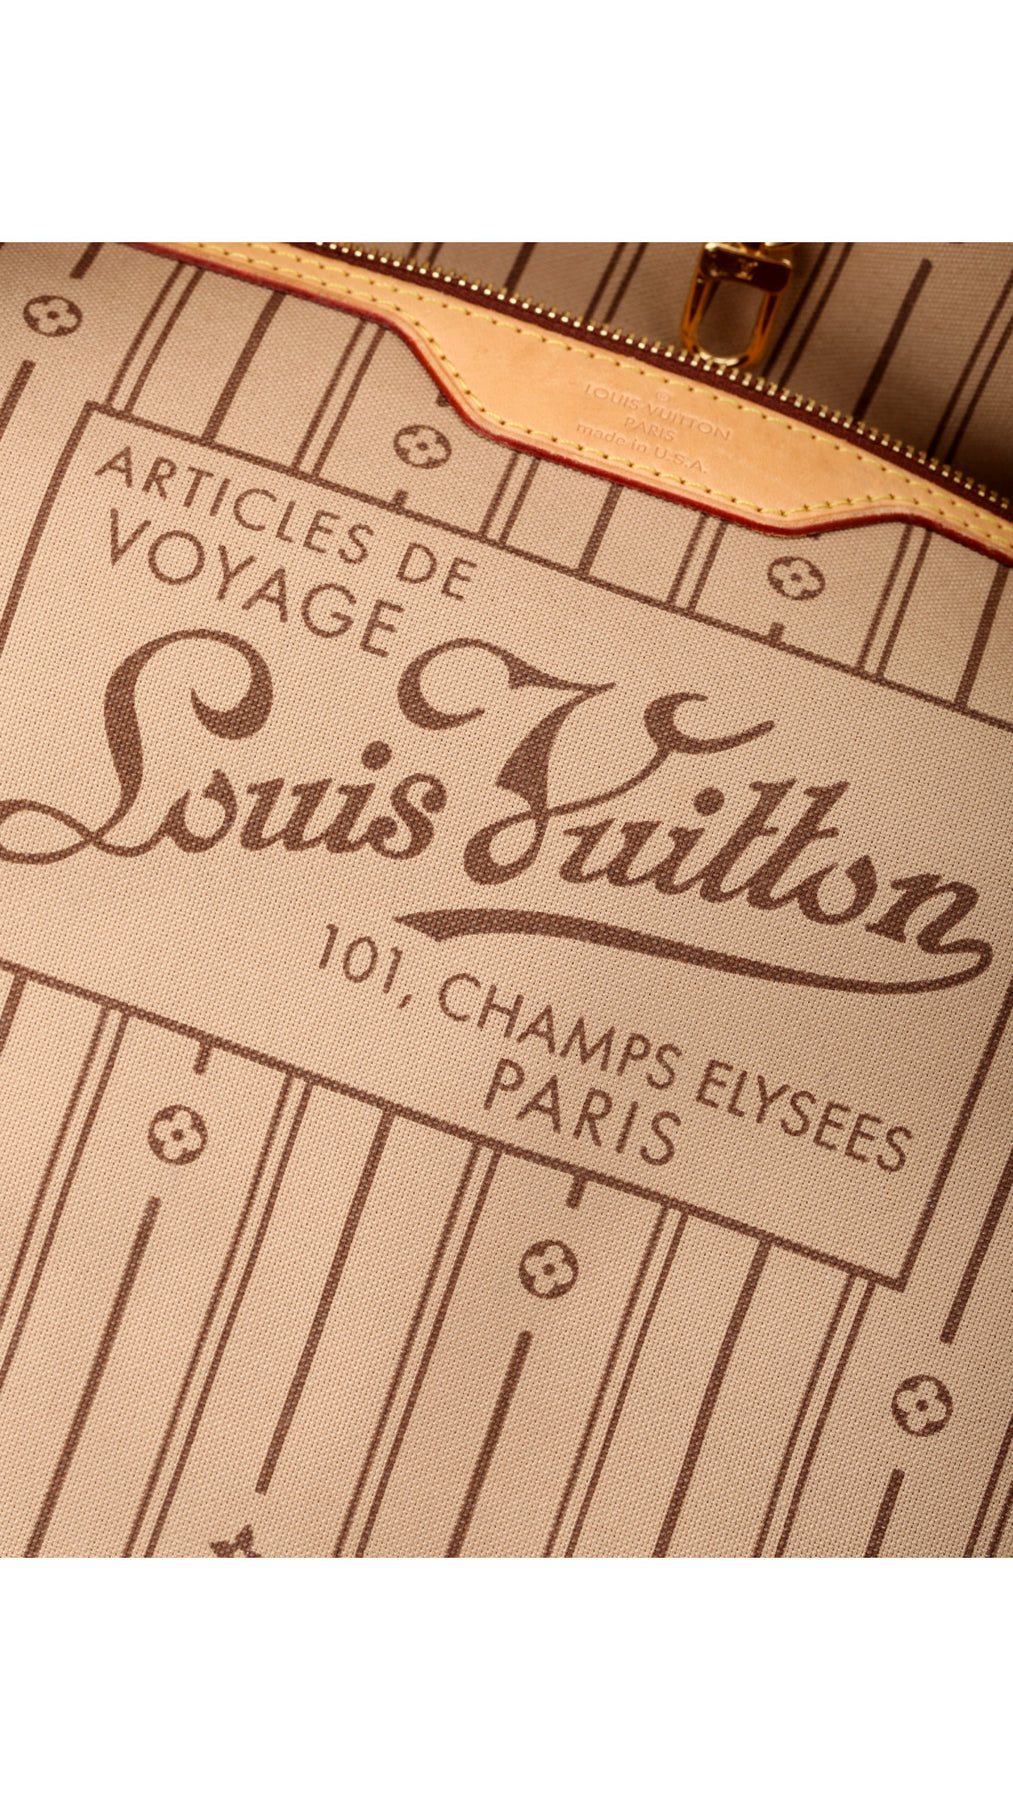 LOUIS VUITTON
PARIS
made in U.S.A.
ARTICLES DE
VOYAGE
Louis Vuitton
101, CHAMPS ELYSEES
PARIS